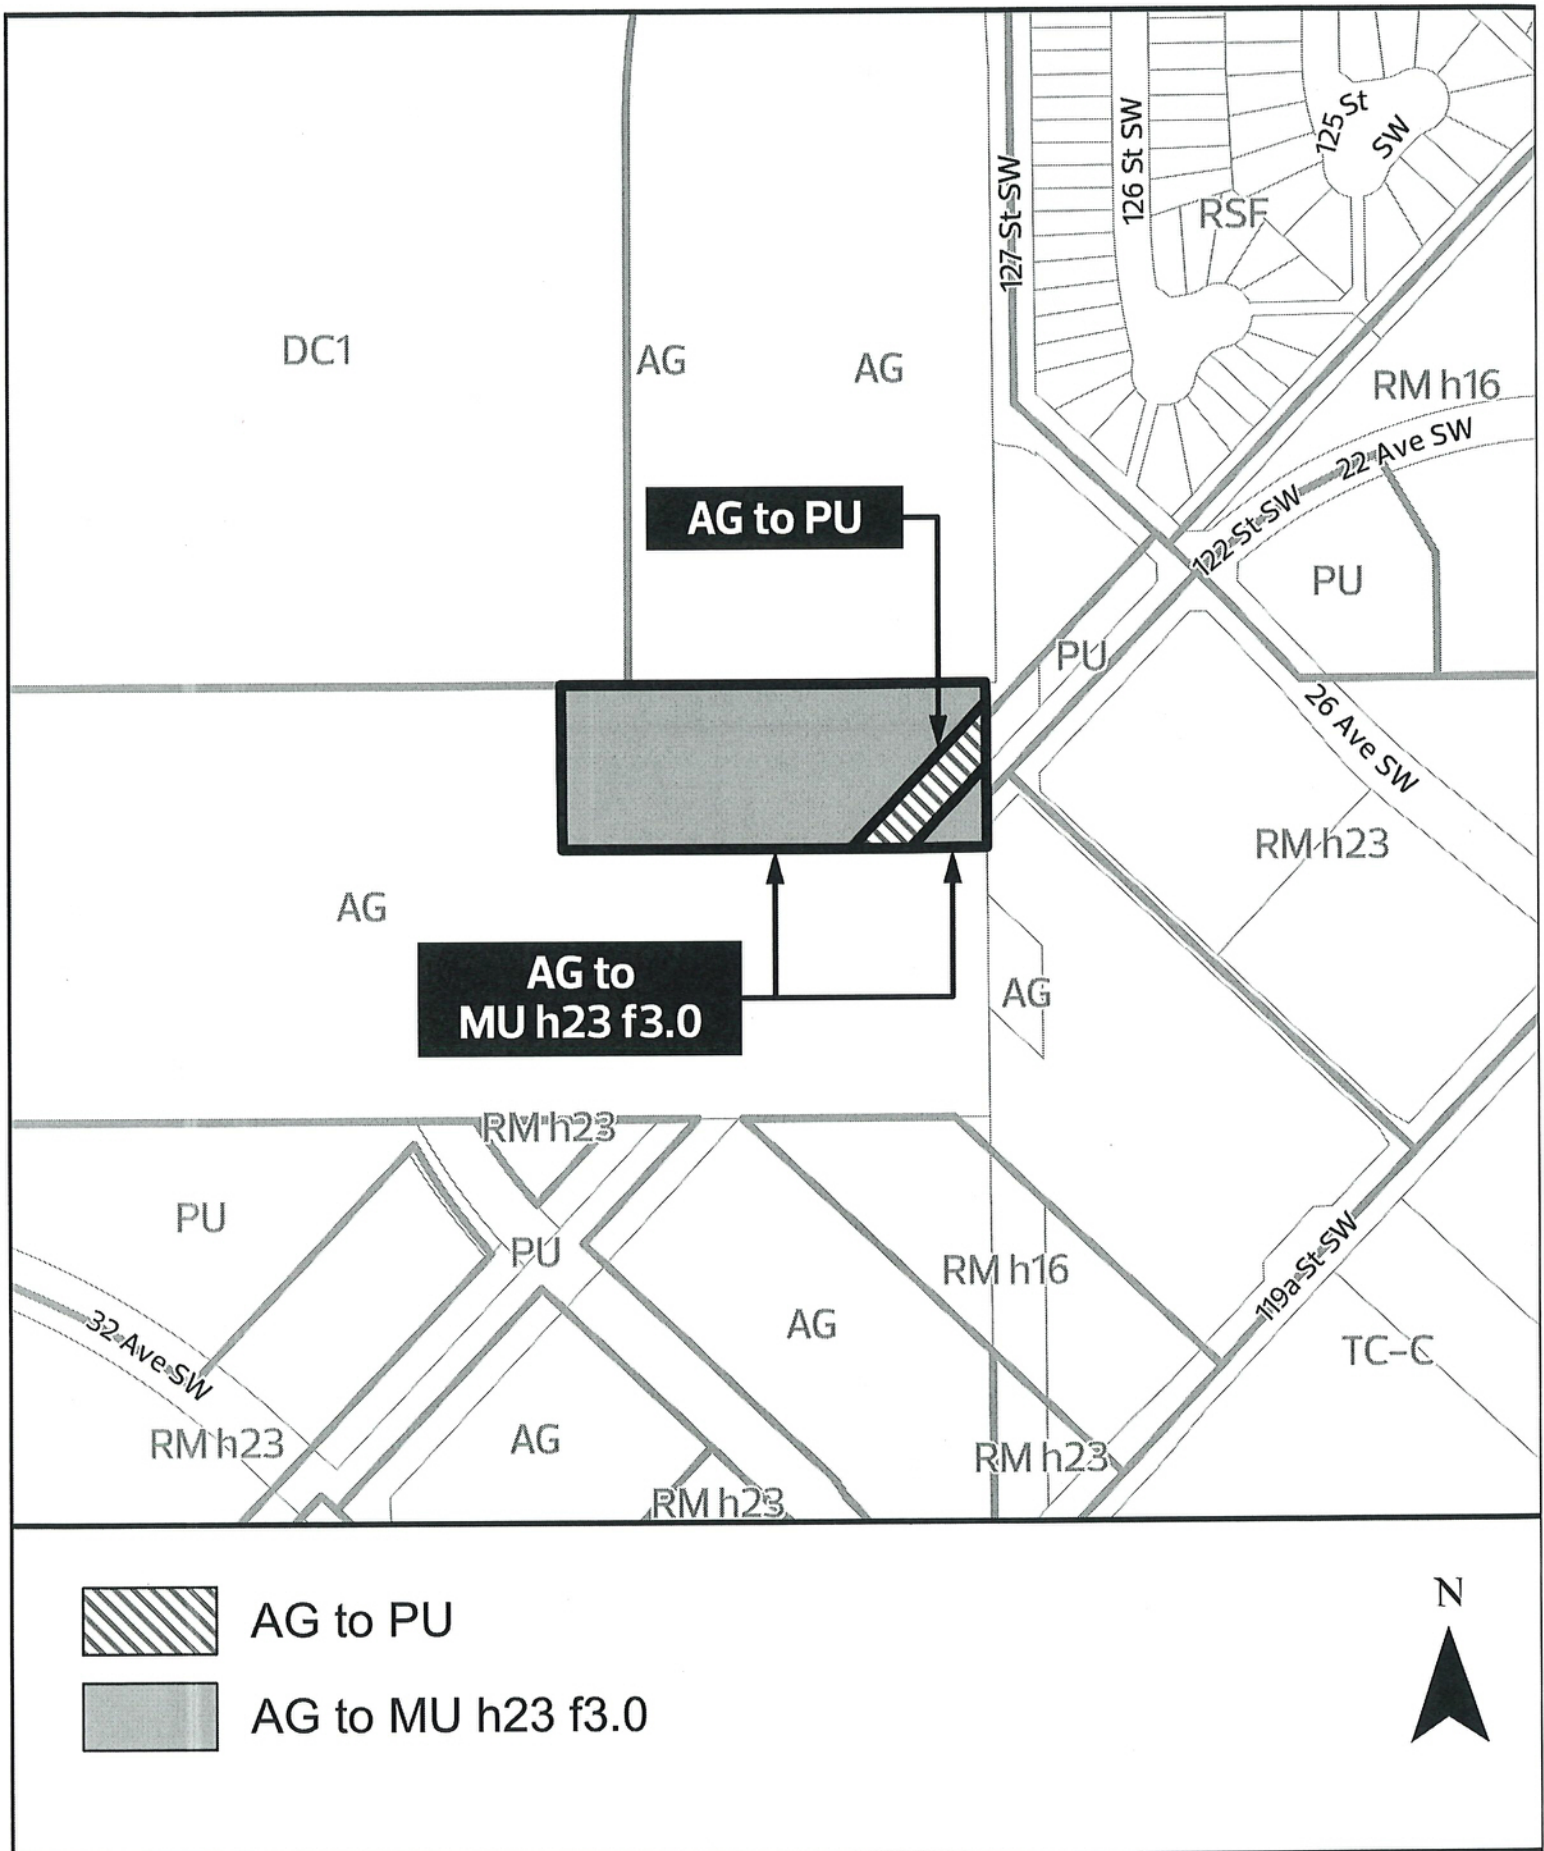 125 St
SW
126 St SW
127 St SW
RSF
DC1
AG
AG
RM h16
22 Ave SW
AG to PU
122 St SW
PU
PU
26 Ave SW
RM h23
AG
AG to
MU h23 f3.0
AG
RM h23
PU
PU
RM h16
119a St SW
AG
32 Ave SW
TC-C
RM h23
AG
RM h23
RM h23
AG to PU
AG to MU h23 f3.0
N